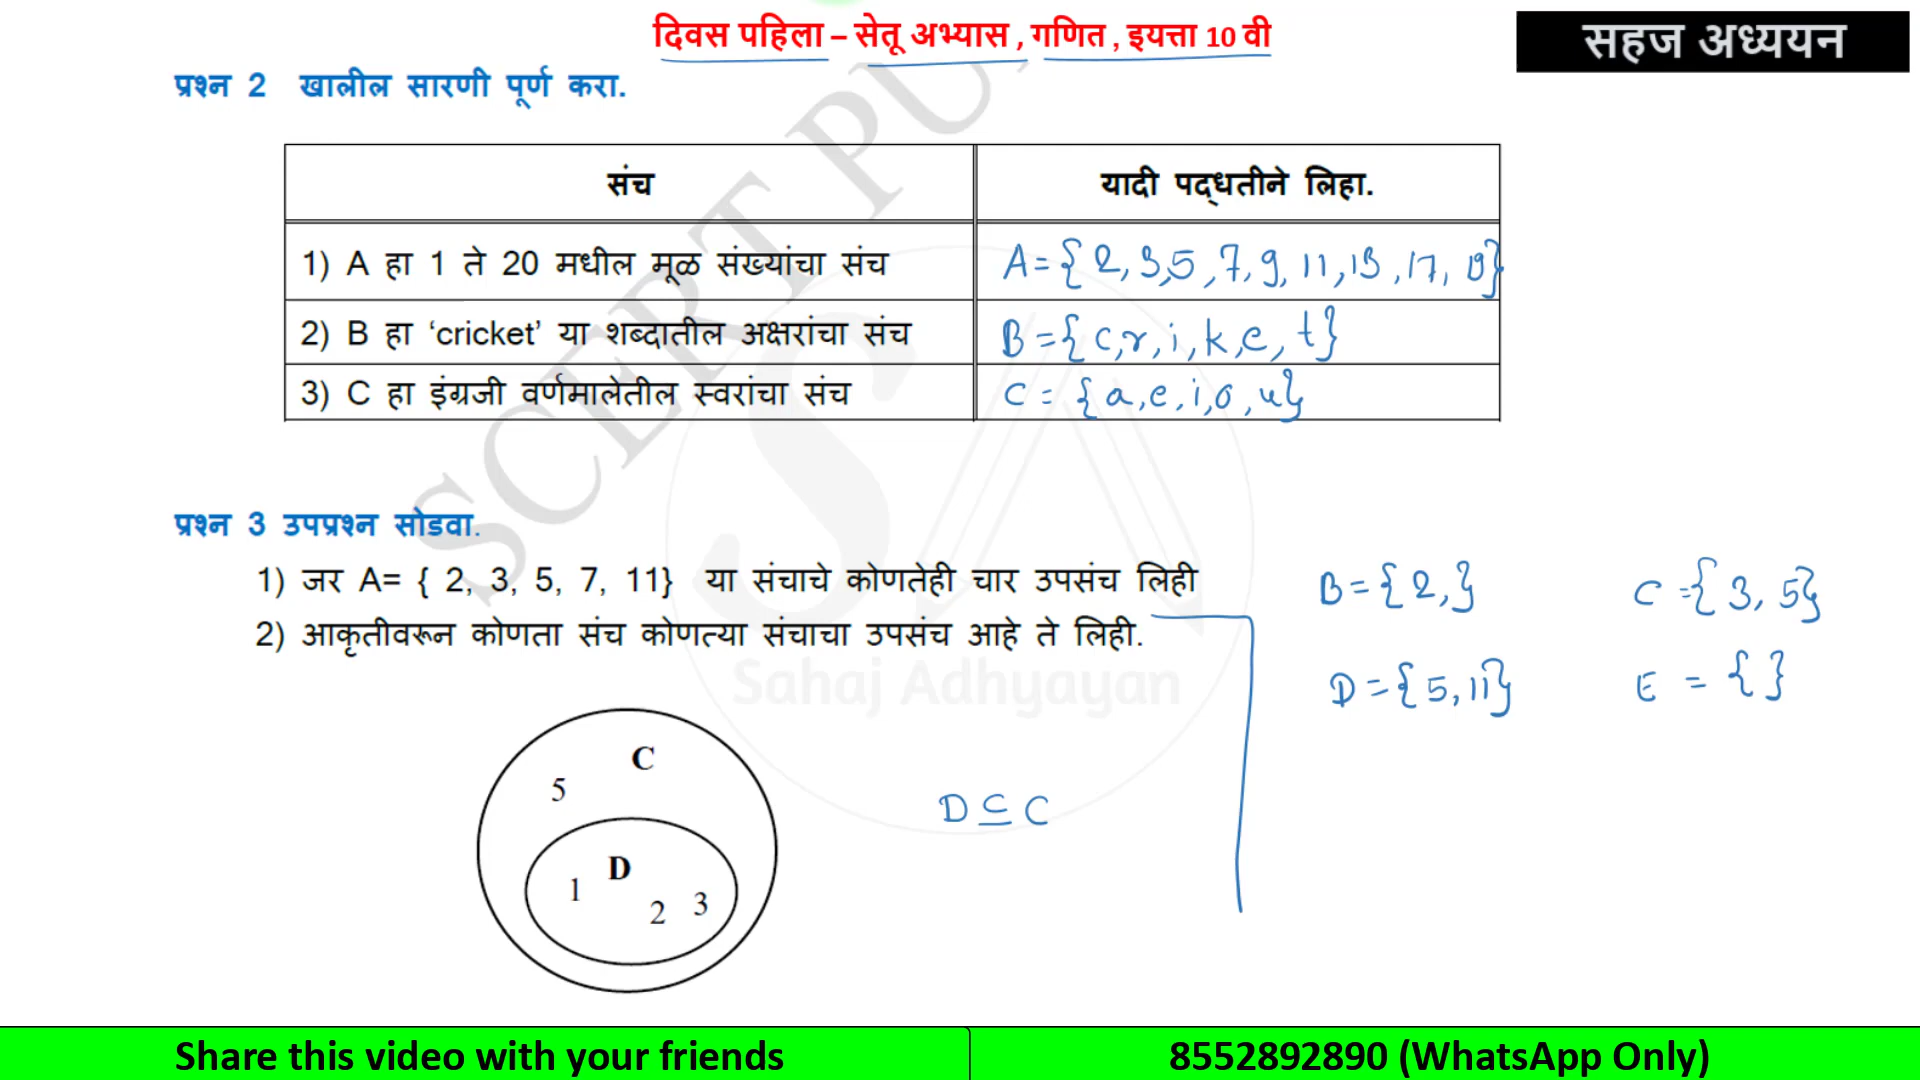 दिवस पहिला – सेतू अभ्यास , गणित , इयत्ता 10 वी
सहज अध्ययन
प्रश्न 2 खालील सारणी पूर्ण करा.
संच
यादी पद्धतीने लिहा.
1) A हा 1 ते 20 मधील मूळ संख्यांचा संच
A = { 2, 3, 5, 7, 9, 11, 13, 17, 19}
2) B हा ‘cricket’ या शब्दातील अक्षरांचा संच
B = { c, r, i, k, e, t}
3) C हा इंग्रजी वर्णमालेतील स्वरांचा संच
C = { a, e, i, o, u}
SCERT PU
प्रश्न 3 उपप्रश्न सोडवा.
1) जर A= { 2, 3, 5, 7, 11} या संचाचे कोणतेही चार उपसंच लिही
B = { 2, }
C = { 3, 5}
2) आकृतीवरून कोणता संच कोणत्या संचाचा उपसंच आहे ते लिही.
Sahaj Adhyayan
D = { 5, 11}
E = { }
C
5
D ⊆ C
D
1
2 3
Share this video with your friends
8552892890 (WhatsApp Only)